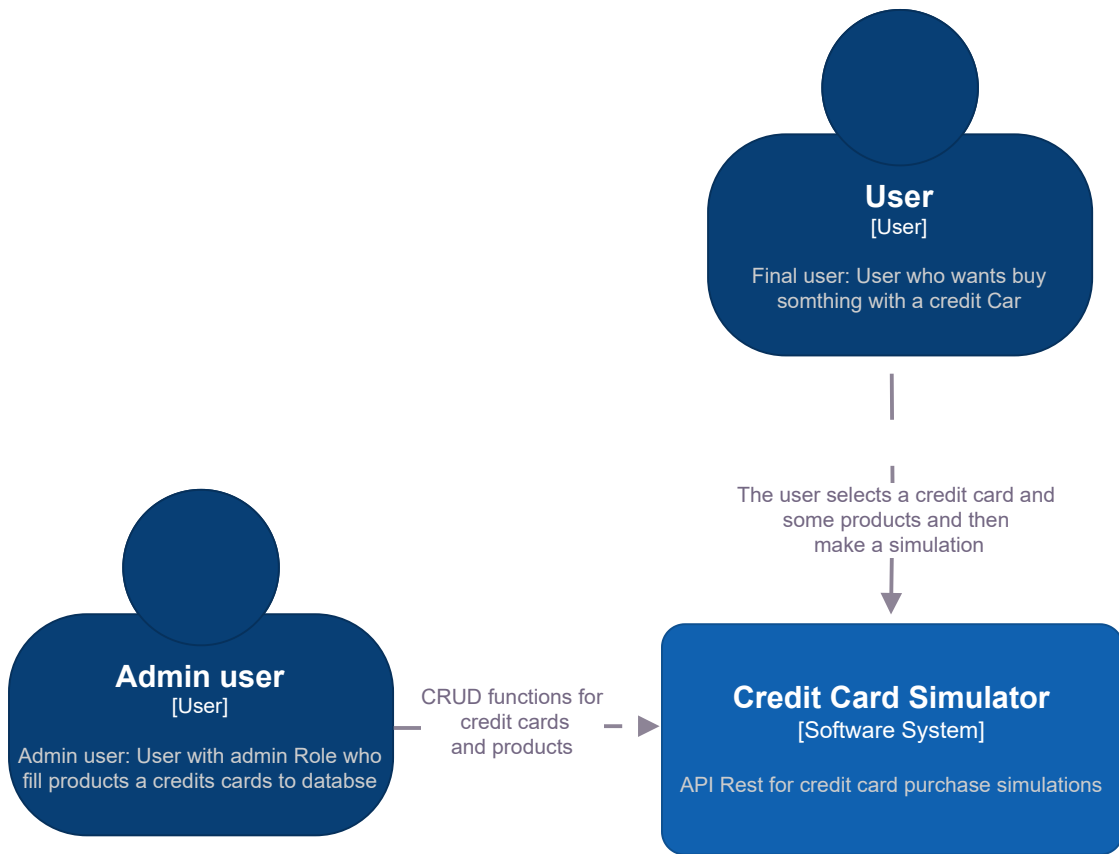 User
[User]
Final user: User who wants buy
somthing with a credit Car
The user selects a credit card and
some products and then
make a simulation
Admin user
[User]
Admin user: User with admin Role who
fill products a credits cards to databse
CRUD functions for
credit cards
and products
Credit Card Simulator
[Software System]
API Rest for credit card purchase simulations